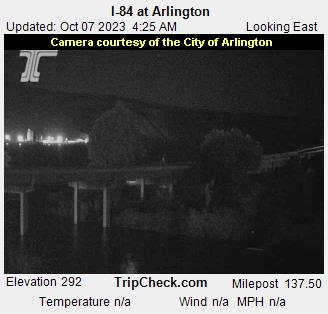 I-84 at Arlington
Updated: Oct 07 2023 4:25 AM Looking East
Camera courtesy of the City of Arlington
Elevation 292 TripCheck.com Milepost 137.50
Temperature n/a Wind n/a MPH n/a